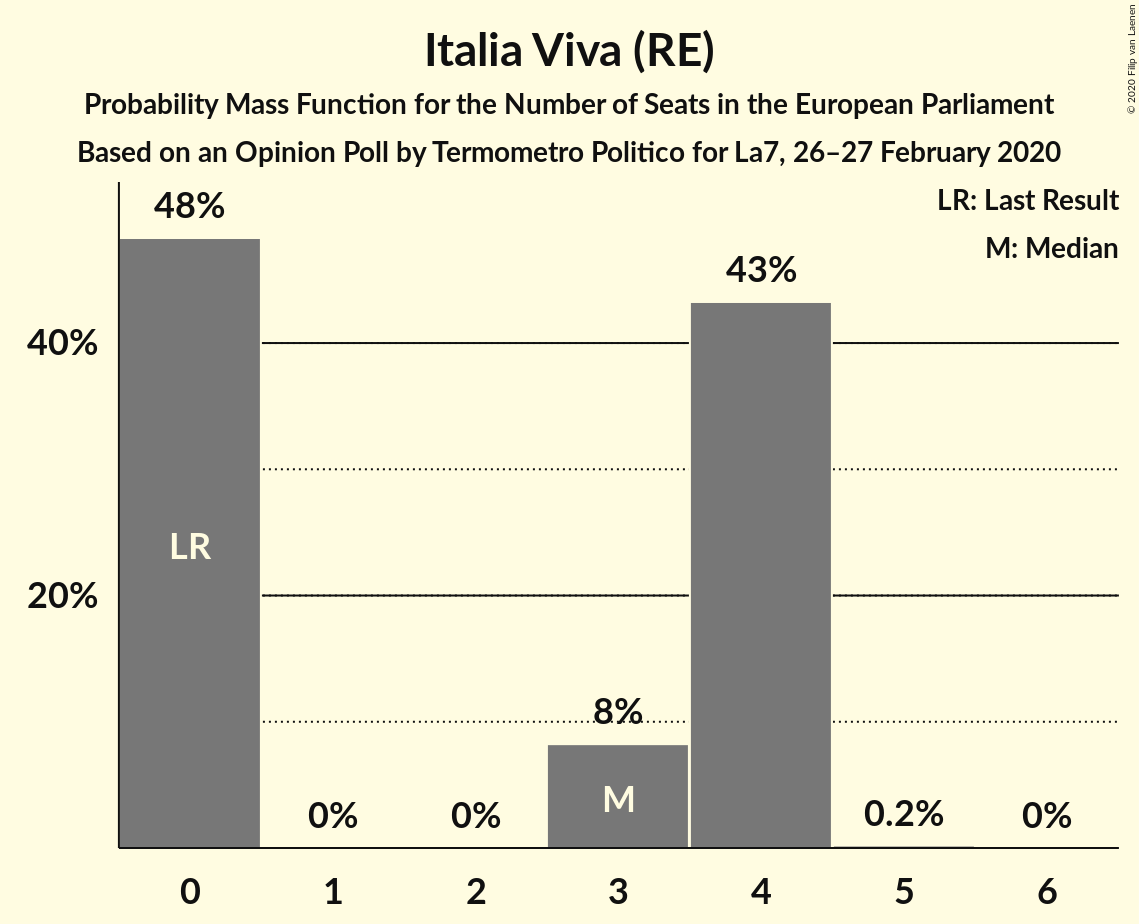 Italia Viva (RE)
Probability Mass Function for the Number of Seats in the European Parliament
Based on an Opinion Poll by Termometro Politico for La7, 26–27 February 2020
© 2020 Filip van Laenen
LR: Last Result
M: Median
48%
43%
40%
LR
20%
8%
M
0%
0%
0.2%
0%
0 1 2 3 4 5 6